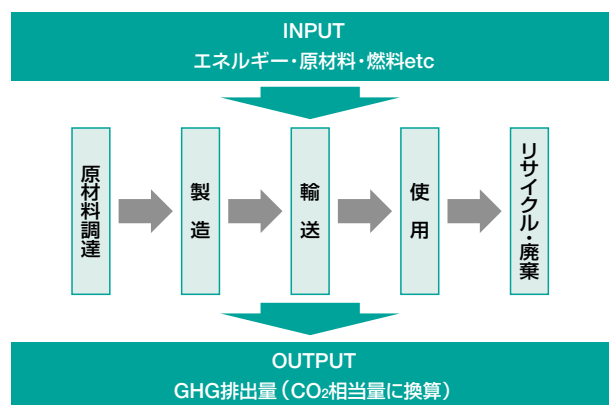 INPUT
エネルギー・原材料・燃料etc
原材料調達
製造
輸送
使用
リサイクル・廃棄
OUTPUT
GHG排出量(CO₂相当量に換算)